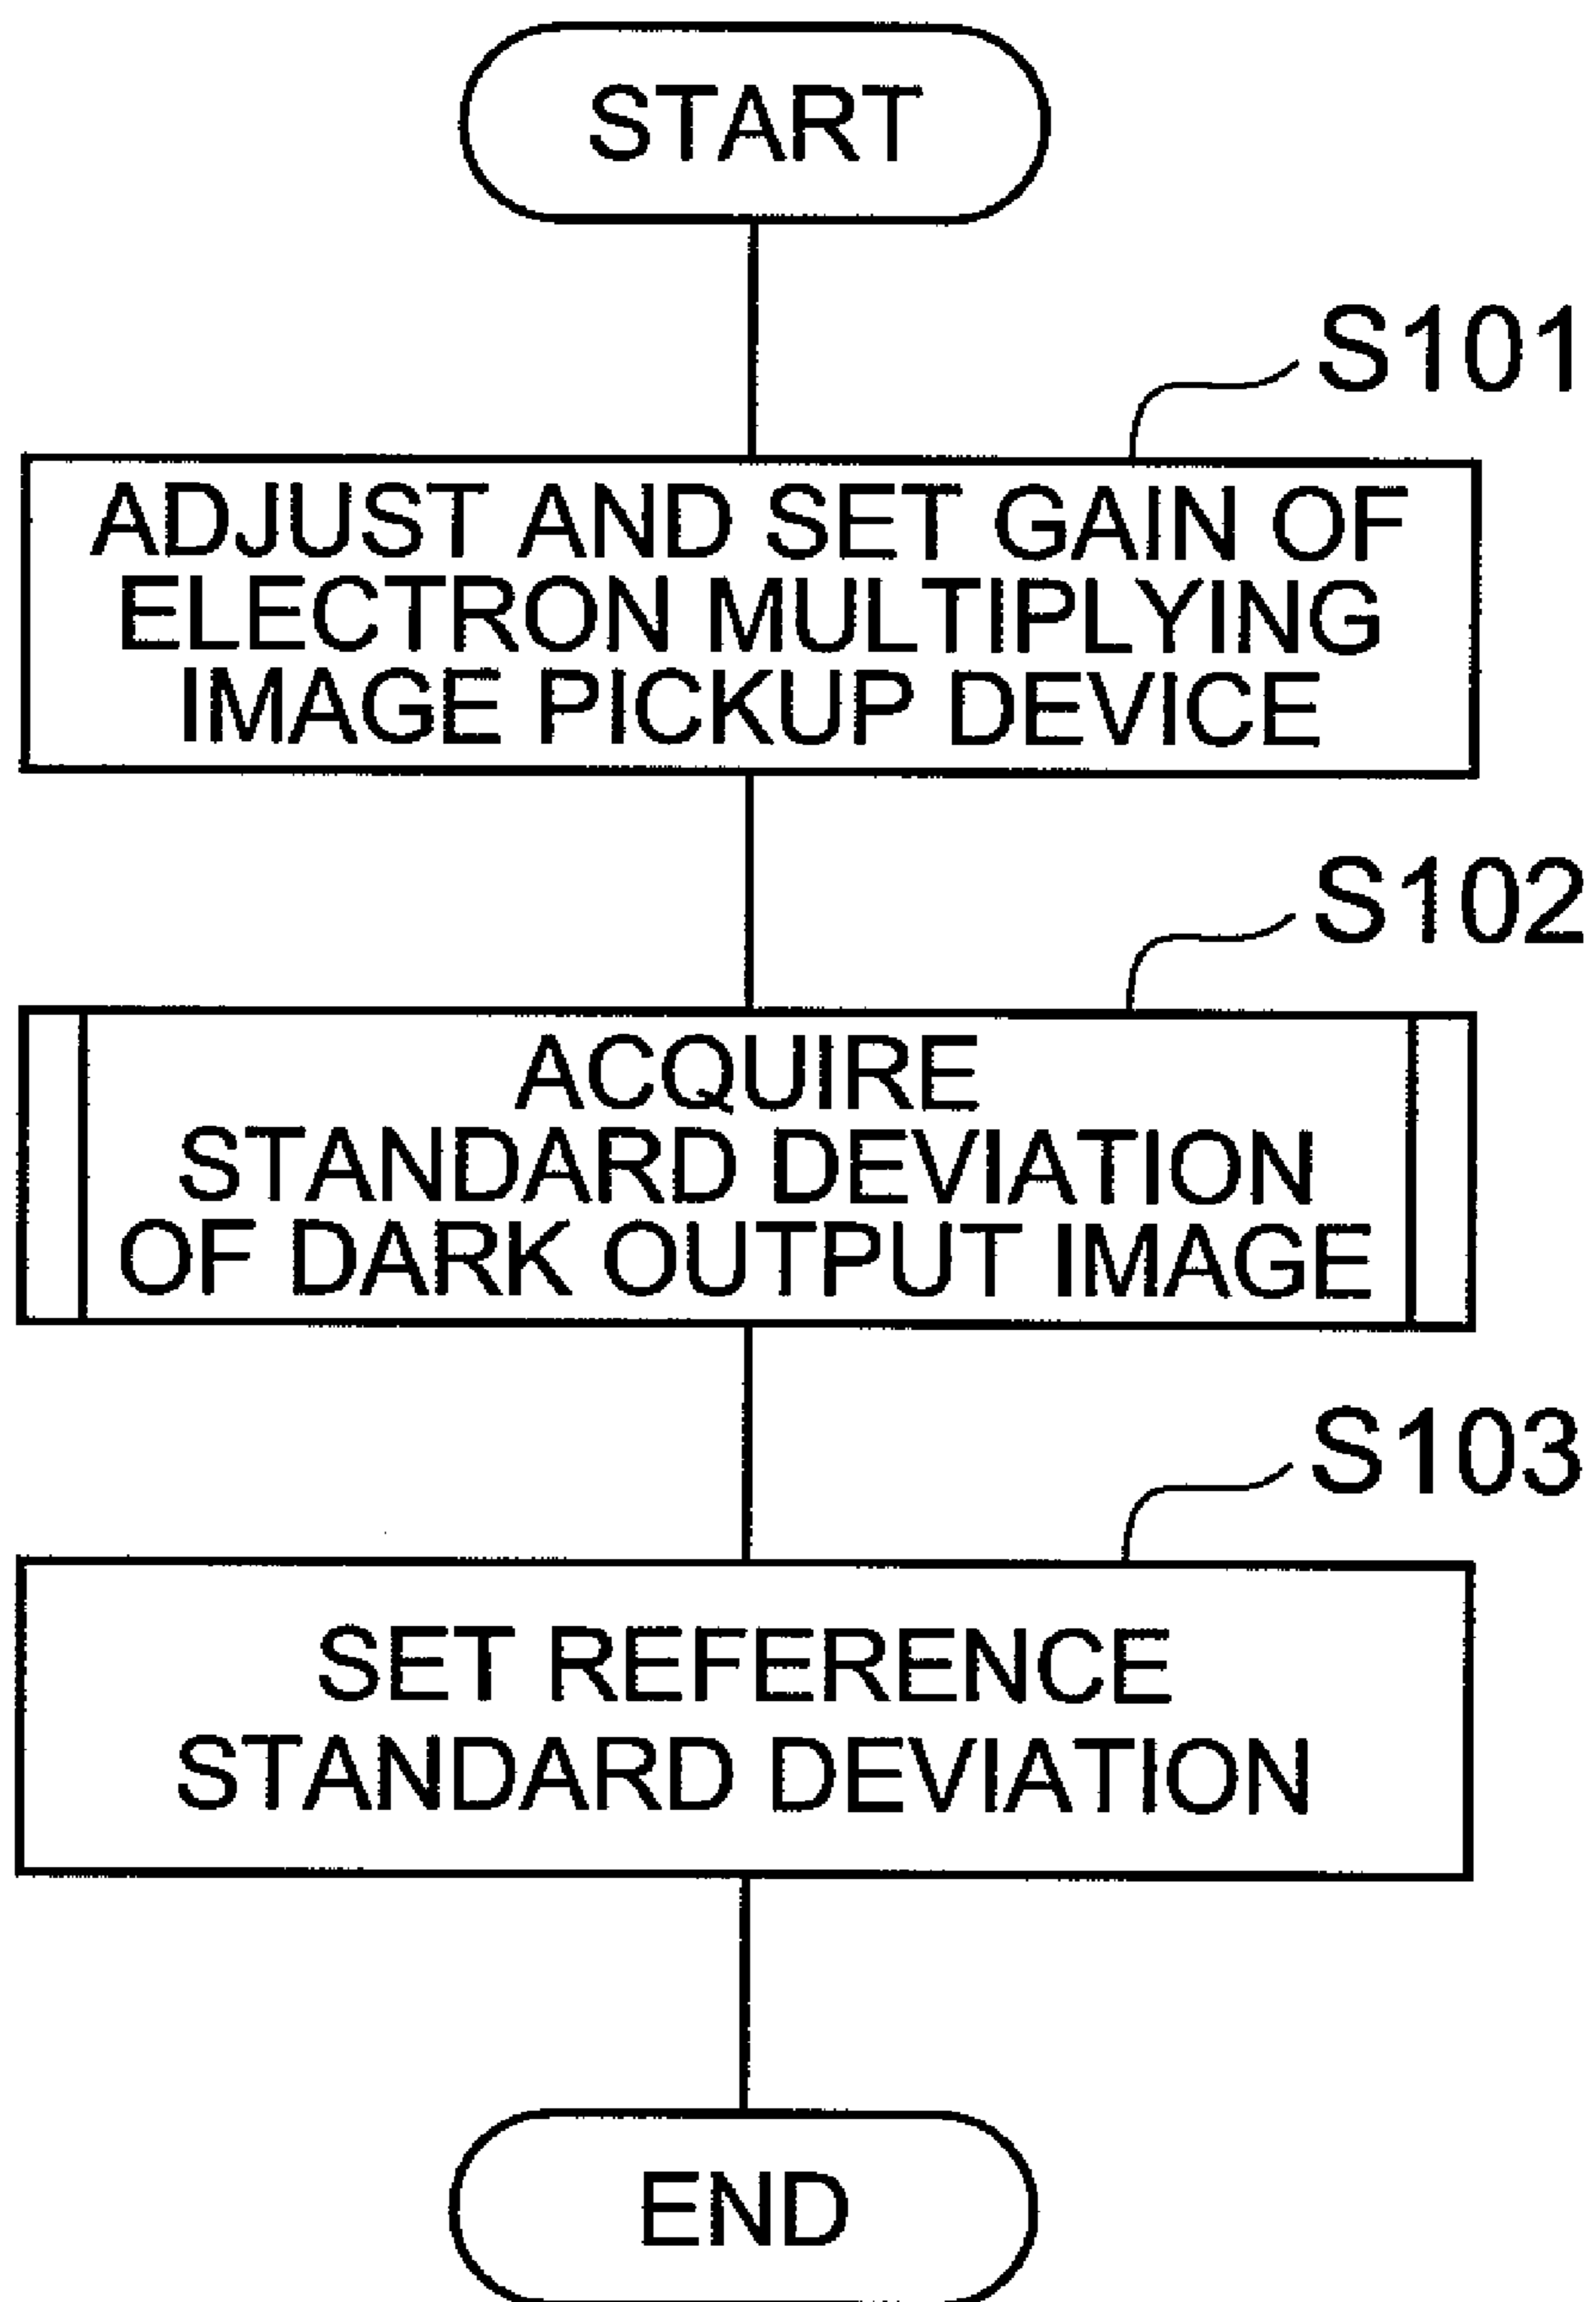 START
S101
ADJUST AND SET GAIN OF
ELECTRON MULTIPLYING
IMAGE PICKUP DEVICE
S102
ACQUIRE
STANDARD DEVIATION
OF DARK OUTPUT IMAGE
S103
SET REFERENCE
STANDARD DEVIATION
END